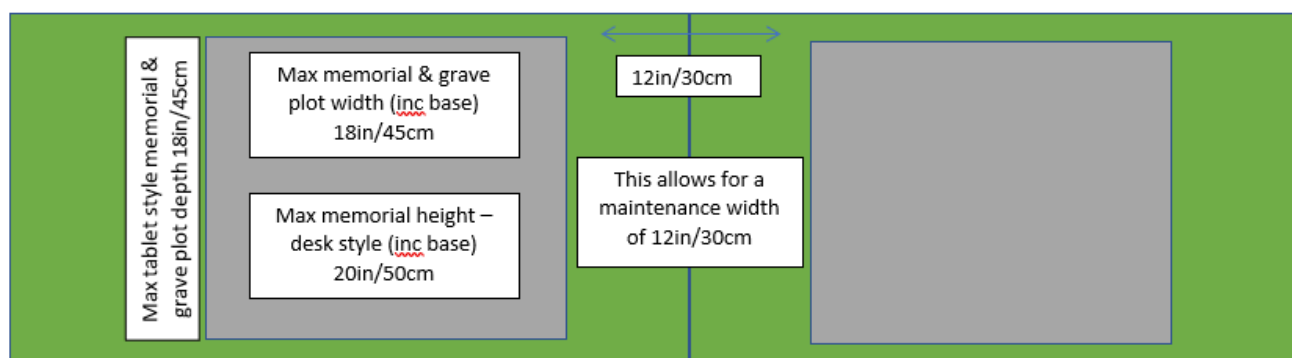 Max tablet style memorial &
grave plot depth 18in/45cm
Max memorial & grave
plot width (inc base)
18in/45cm
Max memorial height –
desk style (inc base)
20in/50cm
12in/30cm
This allows for a
maintenance width
of 12in/30cm